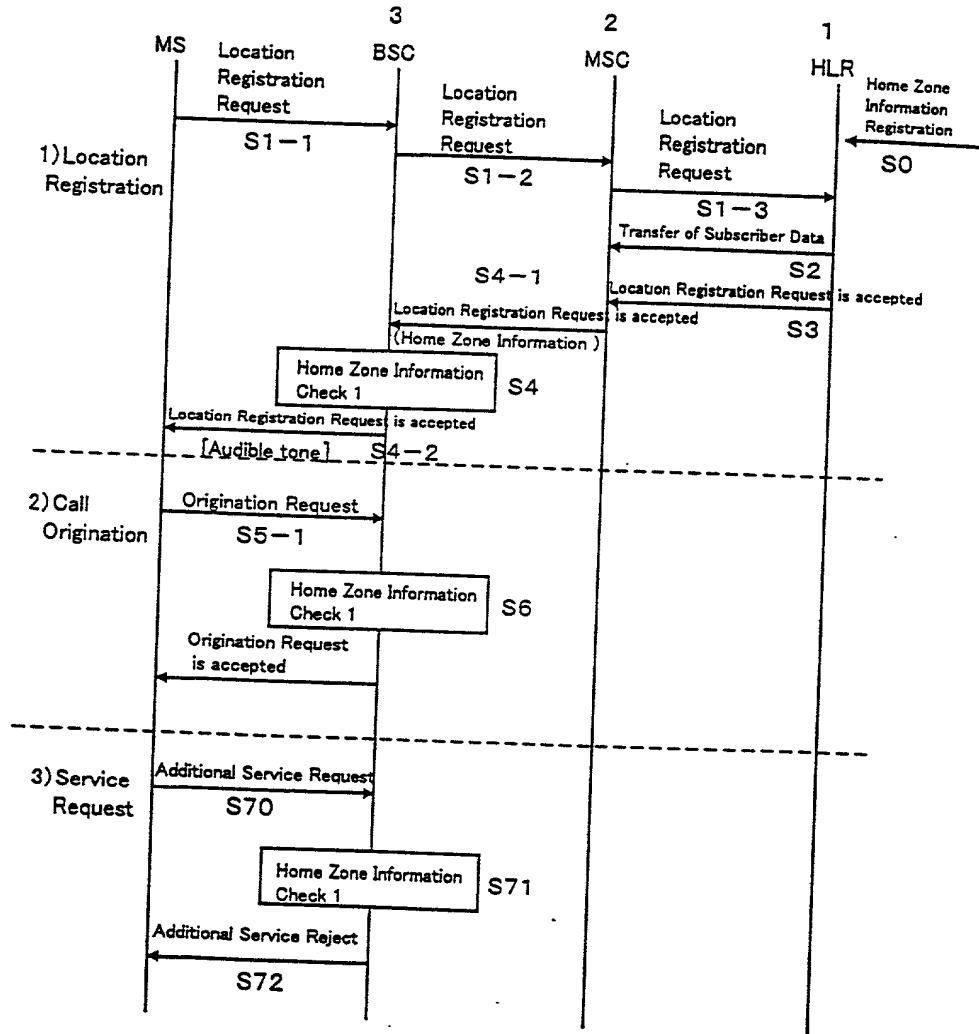 3
2
1
MS
BSC
MSC
HLR
Location
Registration
Request
S1-1
Location
Registration
Request
S1-2
Location
Registration
Request
S1-3
Home Zone
Information
Registration
S0
1) Location
Registration
Transfer of Subscriber Data
S2
Location Registration Request is accepted
S3
S4-1
Location Registration Request is accepted
(Home Zone Information)
Home Zone Information
Check 1
S4
Location Registration Request is accepted
[Audible tone]
S4-2
2) Call
Origination
Origination Request
S5-1
Home Zone Information
Check 1
S6
Origination Request
is accepted
3) Service
Request
Additional Service Request
S70
Home Zone Information
Check 1
S71
Additional Service Reject
S72